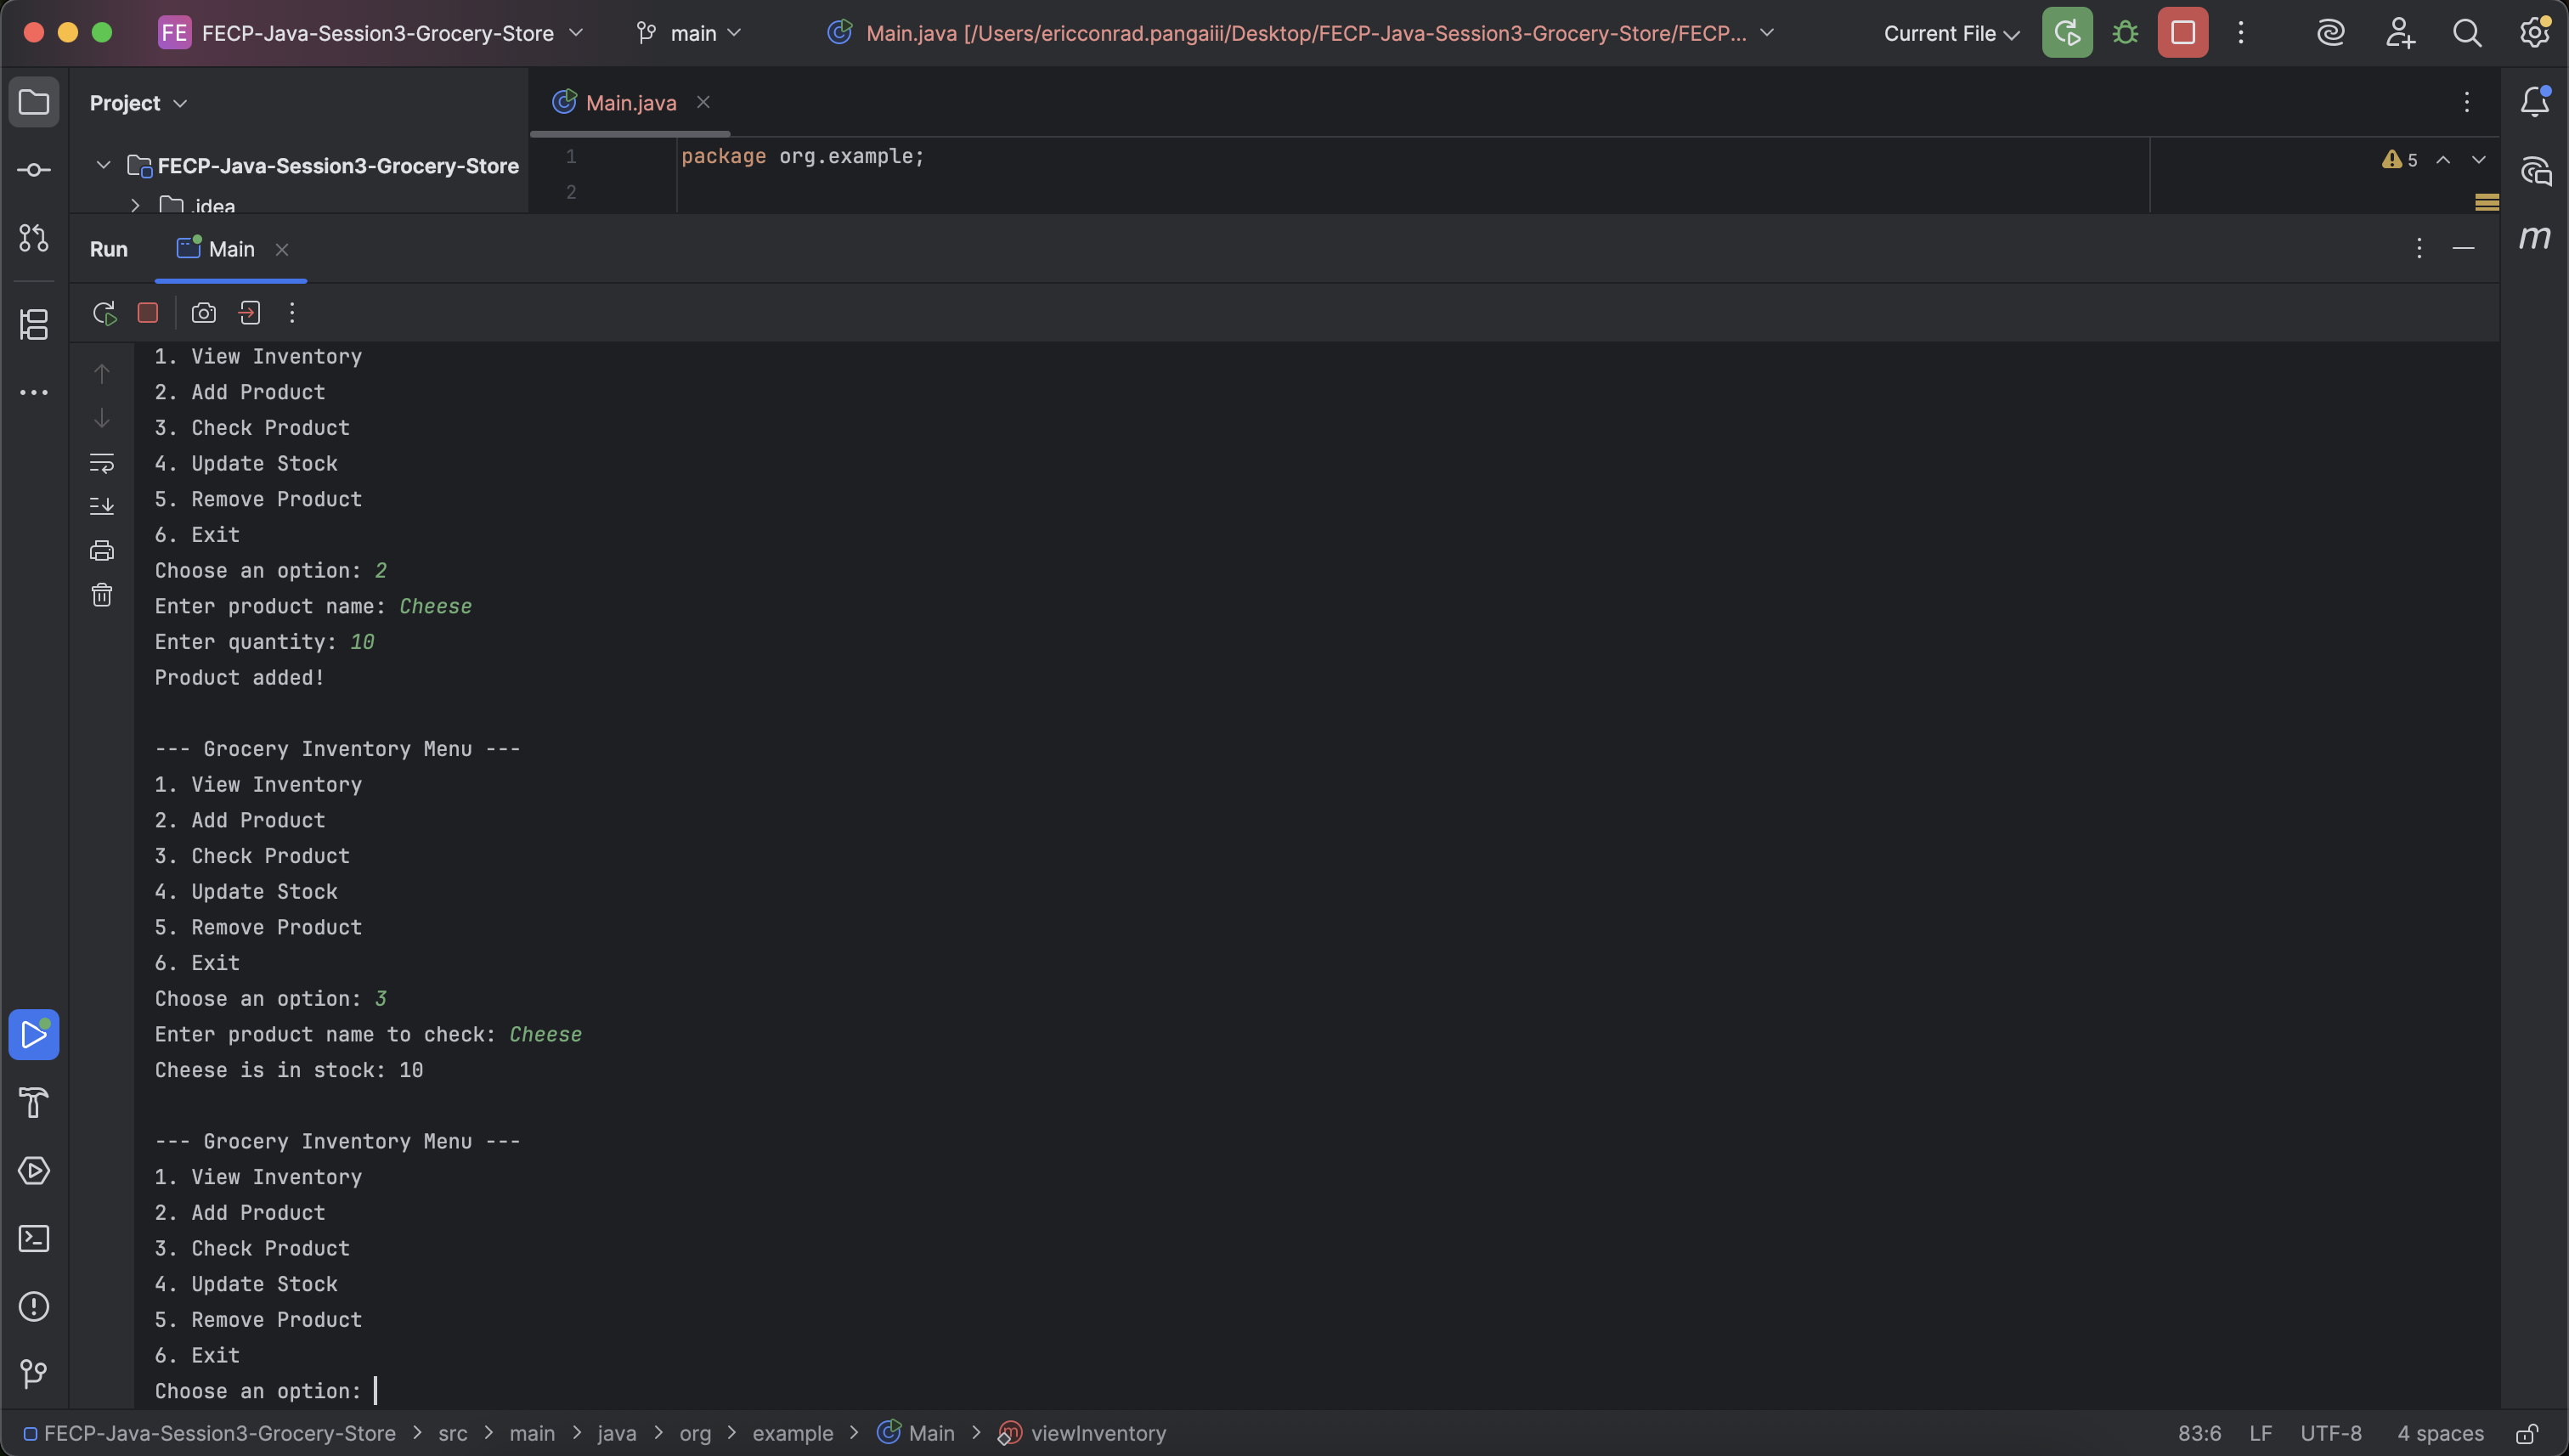 FE FECP-Java-Session3-Grocery-Store main Main.java [/Users/ericconrad.pangaiii/Desktop/FECP-Java-Session3-Grocery-Store/FECP... Current File
Project
Main.java
FECP-Java-Session3-Grocery-Store
1 package org.example;
5
2
.idea
Run Main
1. View Inventory
2. Add Product
3. Check Product
4. Update Stock
5. Remove Product
6. Exit
Choose an option: 2
Enter product name: Cheese
Enter quantity: 10
Product added!
--- Grocery Inventory Menu ---
1. View Inventory
2. Add Product
3. Check Product
4. Update Stock
5. Remove Product
6. Exit
Choose an option: 3
Enter product name to check: Cheese
Cheese is in stock: 10
--- Grocery Inventory Menu ---
1. View Inventory
2. Add Product
3. Check Product
4. Update Stock
5. Remove Product
6. Exit
Choose an option:
FECP-Java-Session3-Grocery-Store > src > main > java > org > example > Main > viewInventory 83:6 LF UTF-8 4 spaces